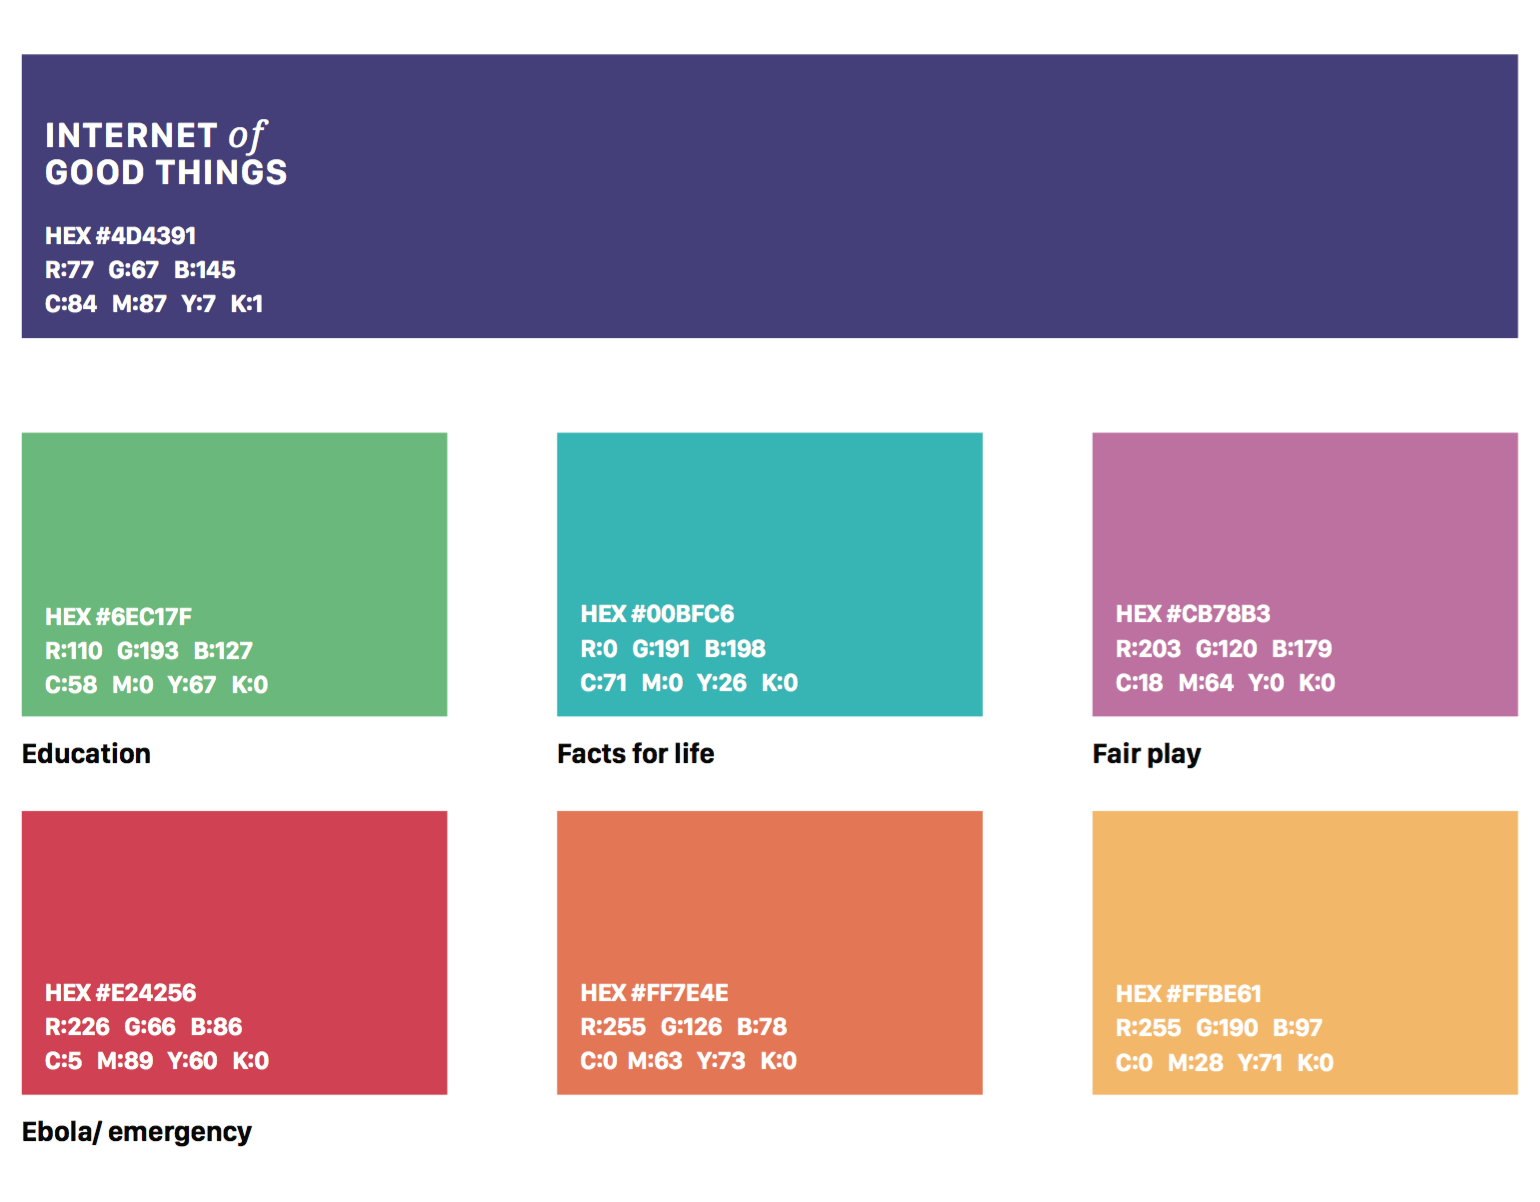 INTERNET of
GOOD THINGS
HEX #4D4391
R:77 G:67 B:145
C:84 M:87 Y:7 K:1
HEX #6EC17F
R:110 G:193 B:127
C:58 M:0 Y:67 K:0
Education
HEX #00BFC6
R:0 G:191 B:198
C:71 M:0 Y:26 K:0
Facts for life
HEX #CB78B3
R:203 G:120 B:179
C:18 M:64 Y:0 K:0
Fair play
HEX #E24256
R:226 G:66 B:86
C:5 M:89 Y:60 K:0
Ebola/ emergency
HEX #FF7E4E
R:255 G:126 B:78
C:0 M:63 Y:73 K:0
HEX #FFBE61
R:255 G:190 B:97
C:0 M:28 Y:71 K:0